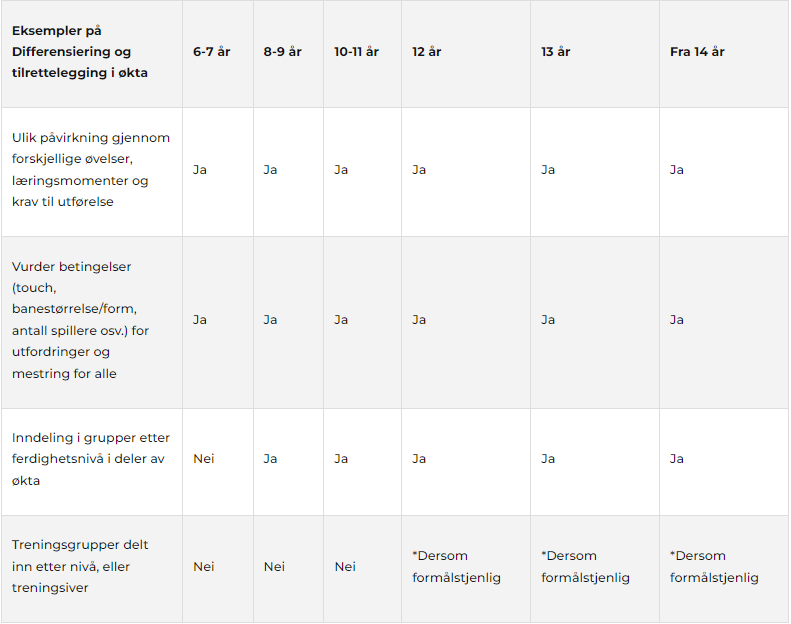 Eksempler på
Differensiering og
tilrettelegging i økta
6-7 år
8-9 år
10-11 år
12 år
13 år
Fra 14 år
Ulik påvirkning gjennom
forskjellige øvelser,
læringsmomenter og
krav til utførelse
Ja
Ja
Ja
Ja
Ja
Ja
Vurder betingelser
(touch,
banestørrelse/form,
antall spillere osv.) for
utfordringer og
mestring for alle
Ja
Ja
Ja
Ja
Ja
Ja
Inndeling i grupper etter
ferdighetsnivå i deler av
økta
Nei
Ja
Ja
Ja
Ja
Ja
Treningsgrupper delt
inn etter nivå, eller
treningsiver
Nei
Nei
Nei
*Dersom
formålstjenlig
*Dersom
formålstjenlig
*Dersom
formålstjenlig